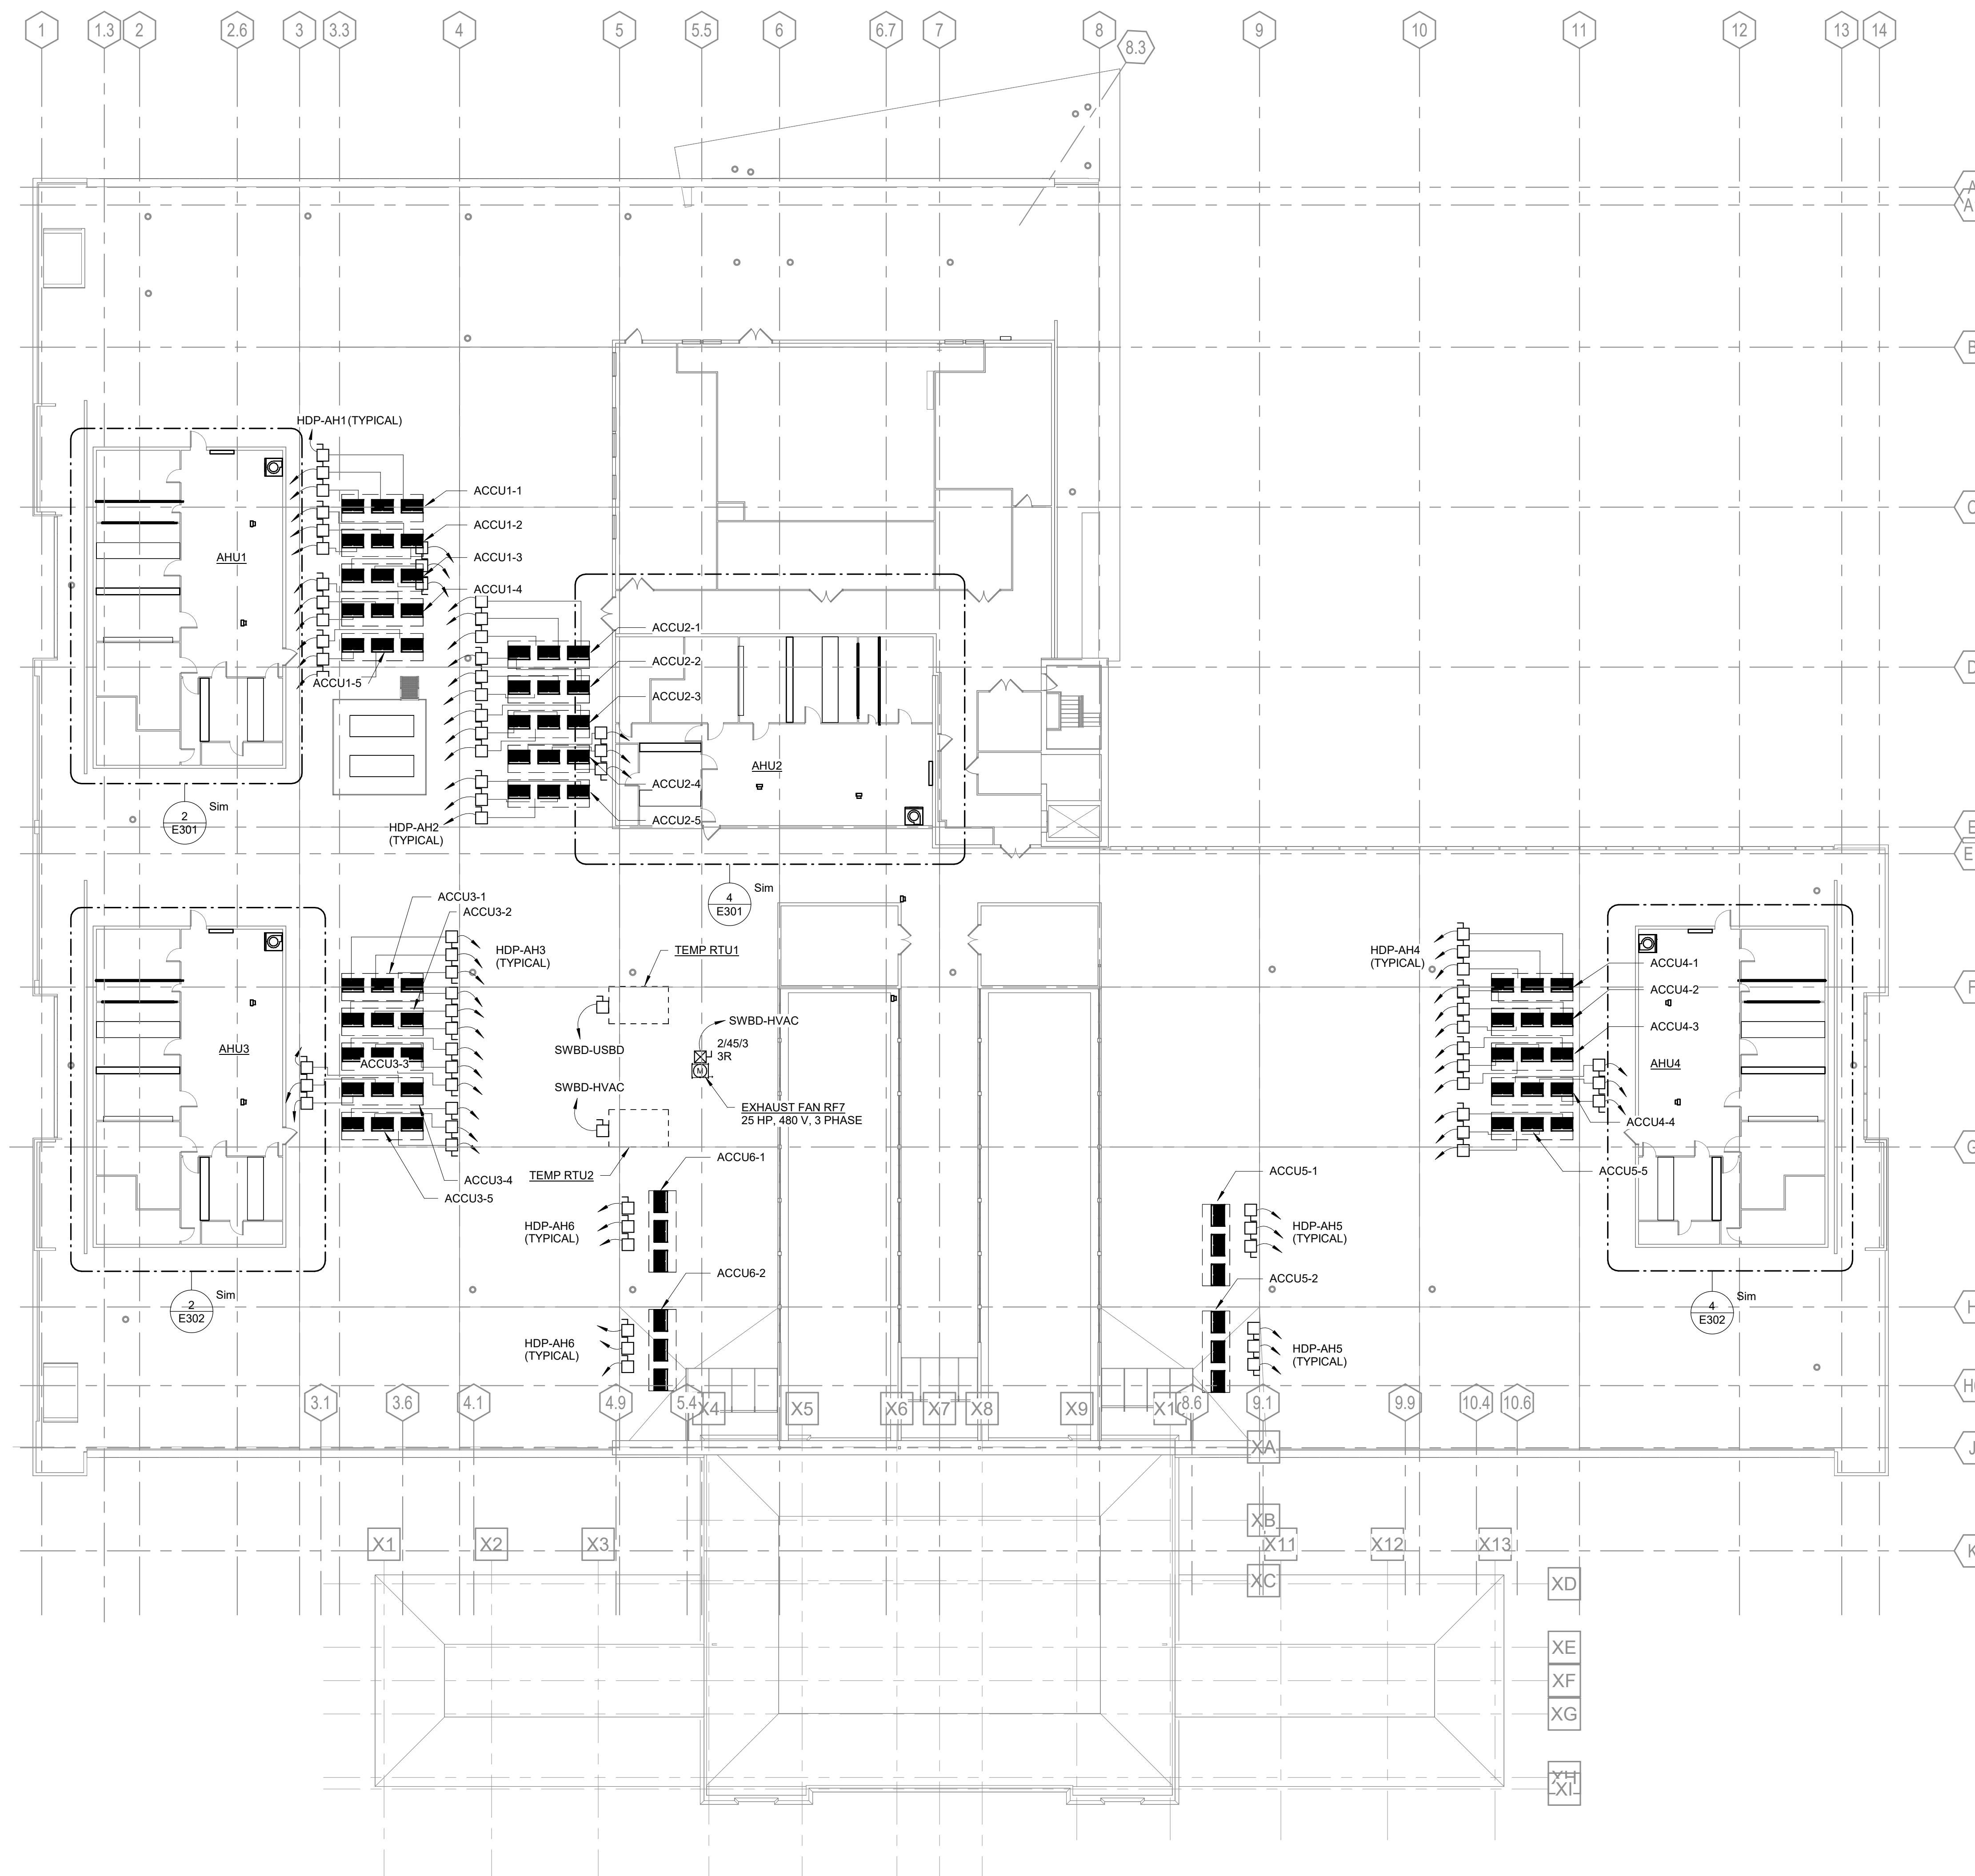 1
1.3
2
2.6
3
3.3
4
5
5.5
6
6.7
7
8
8.3
9
10
11
12
13
14
A
A
B
HDP-AH1 (TYPICAL)
ACCU1-1
C
ACCU1-2
AHU1
ACCU1-3
ACCU1-4
ACCU2-1
ACCU2-2
D
ACCU1-5
ACCU2-3
AHU2
ACCU2-4
2
E301
Sim
HDP-AH2
(TYPICAL)
ACCU2-5
E
E
4
E301
Sim
ACCU3-1
ACCU3-2
HDP-AH3
(TYPICAL)
TEMP RTU1
HDP-AH4
(TYPICAL)
ACCU4-1
F
ACCU4-2
SWBD-HVAC
ACCU4-3
AHU3
SWBD-USBD
2/45/3
3R
ACCU3-3
M
AHU4
SWBD-HVAC
EXHAUST FAN RF7
25 HP, 480 V, 3 PHASE
ACCU4-4
G
ACCU6-1
TEMP RTU2
ACCU5-1
ACCU5-5
ACCU3-4
ACCU3-5
HDP-AH6
(TYPICAL)
HDP-AH5
(TYPICAL)
ACCU6-2
ACCU5-2
2
E302
Sim
4
E302
Sim
H
HDP-AH6
(TYPICAL)
HDP-AH5
(TYPICAL)
3.1
3.6
4.1
4.9
5.4
X4
X5
X6
X7
X8
X9
8.6
9.1
9.9
10.4
10.6
XA
J
XB
X1
X2
X3
X11
X12
X13
K
XC
XD
XE
XF
XG
XH
XI